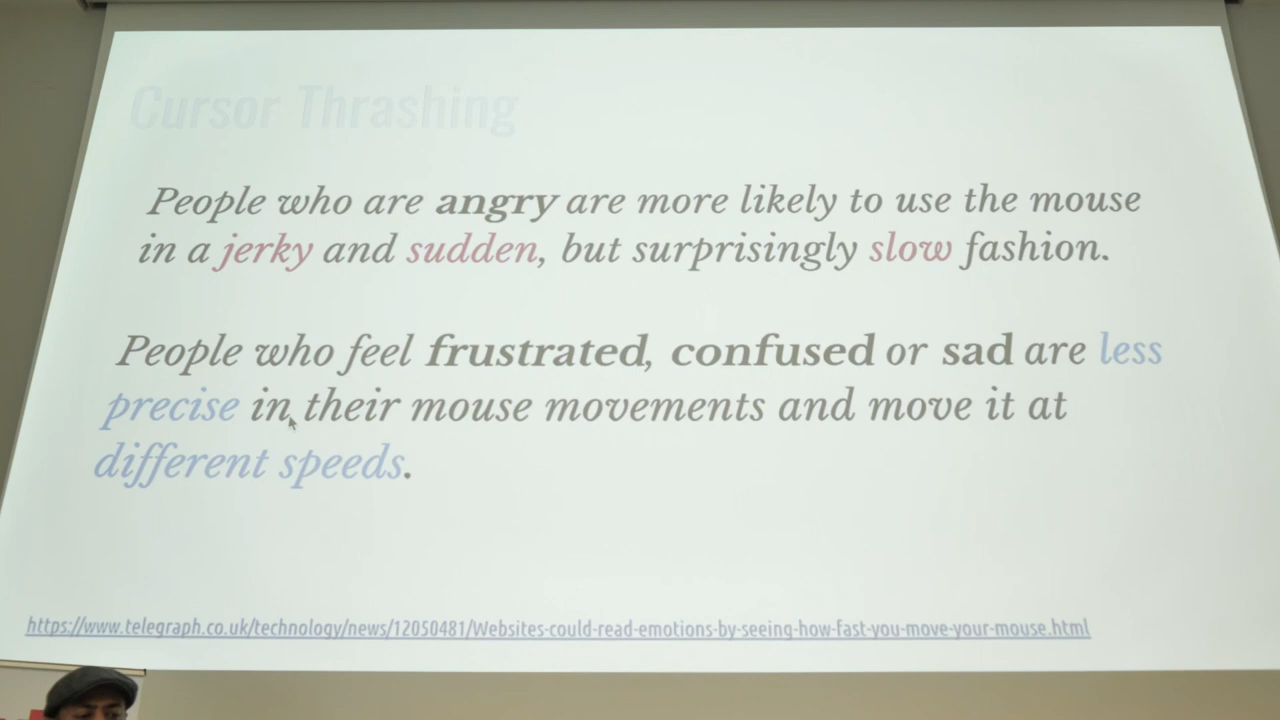 Cursor Thrashing
People who are angry are more likely to use the mouse
in a jerky and sudden, but surprisingly slow fashion.
People who feel frustrated, confused or sad are less
precise in their mouse movements and move it at
different speeds.
https://www.telegraph.co.uk/technology/news/12050481/Websites-could-read-emotions-by-seeing-how-fast-you-move-your-mouse.html